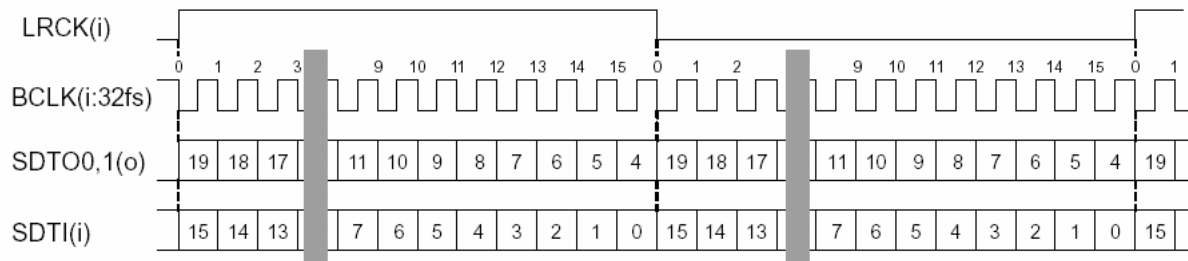 LRCK(i)
0 1 2 3 9 10 11 12 13 14 15 0 1 2 9 10 11 12 13 14 15 0 1
BCLK(i:32fs)
SDTO0,1(o) 19 18 17 11 10 9 8 7 6 5 4 19 18 17 11 10 9 8 7 6 5 4 19
SDTI(i) 15 14 13 7 6 5 4 3 2 1 0 15 14 13 7 6 5 4 3 2 1 0 15